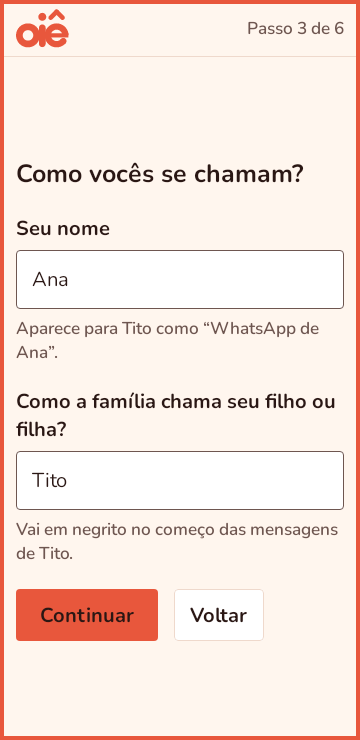 oiê
Passo 3 de 6
Como vocês se chamam?
Seu nome
Ana
Aparece para Tito como “WhatsApp de
Ana”.
Como a família chama seu filho ou
filha?
Tito
Vai em negrito no começo das mensagens
de Tito.
Continuar
Voltar